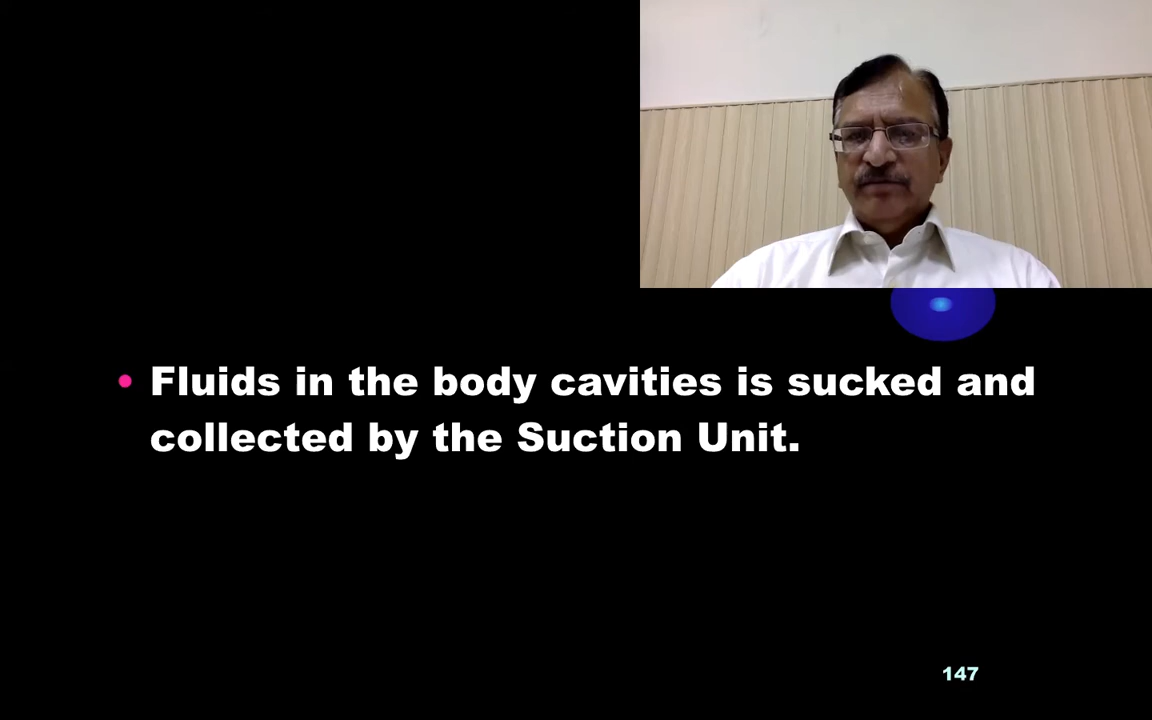 Fluids in the body cavities is sucked and
collected by the Suction Unit.
147